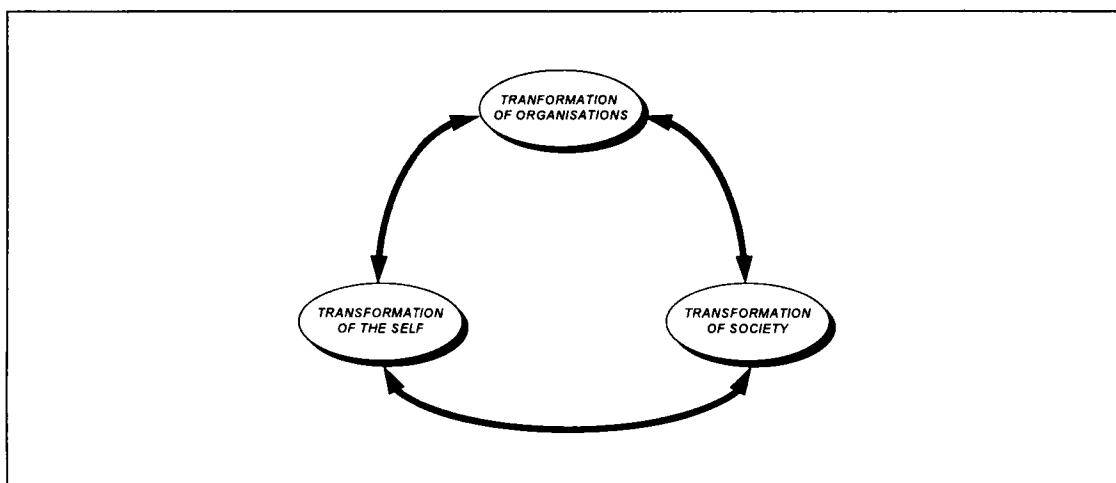 TRANFORMATION
OF ORGANISATIONS
TRANSFORMATION
OF THE SELF
TRANSFORMATION
OF SOCIETY